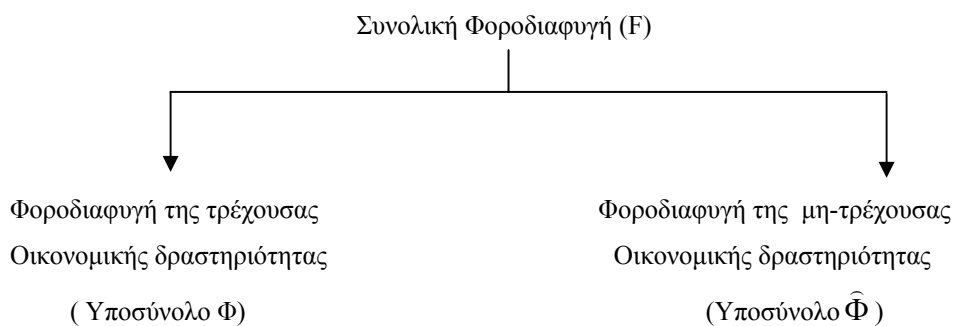 Συνολική Φοροδιαφυγή (F)
Φοροδιαφυγή της τρέχουσας
Οικονομικής δραστηριότητας
( Υποσύνολο Φ)
Φοροδιαφυγή της μη-τρέχουσας
Οικονομικής δραστηριότητας
(Υποσύνολο Φ̑ )